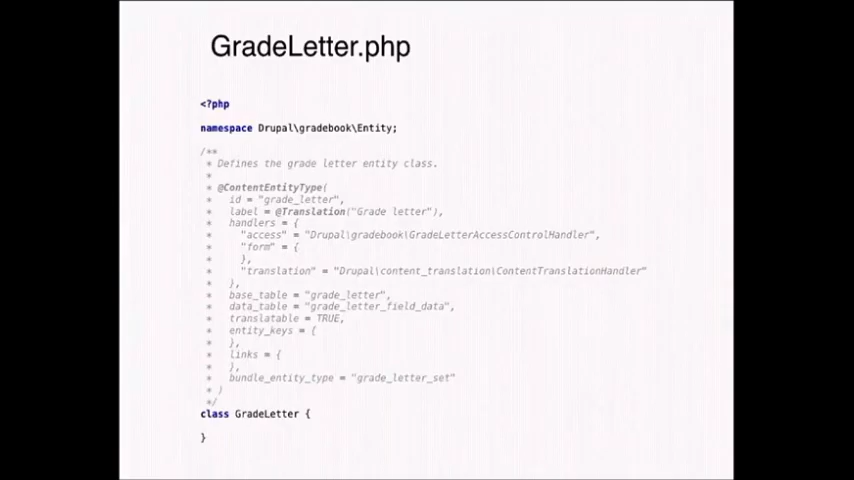 GradeLetter.php
<?php
namespace Drupal\gradebook\Entity;
/**
* Defines the grade letter entity class.
*
* @ContentEntityType(
*   id = "grade_letter",
*   label = @Translation("Grade letter"),
*   handlers = {
*     "access" = "Drupal\gradebook\GradeLetterAccessControlHandler",
*     "form" = {
*     },
*     "translation" = "Drupal\content_translation\ContentTranslationHandler"
*   },
*   base_table = "grade_letter",
*   data_table = "grade_letter_field_data",
*   translatable = TRUE,
*   entity_keys = {
*   },
*   links = {
*   },
*   bundle_entity_type = "grade_letter_set"
* )
*/
class GradeLetter {
}